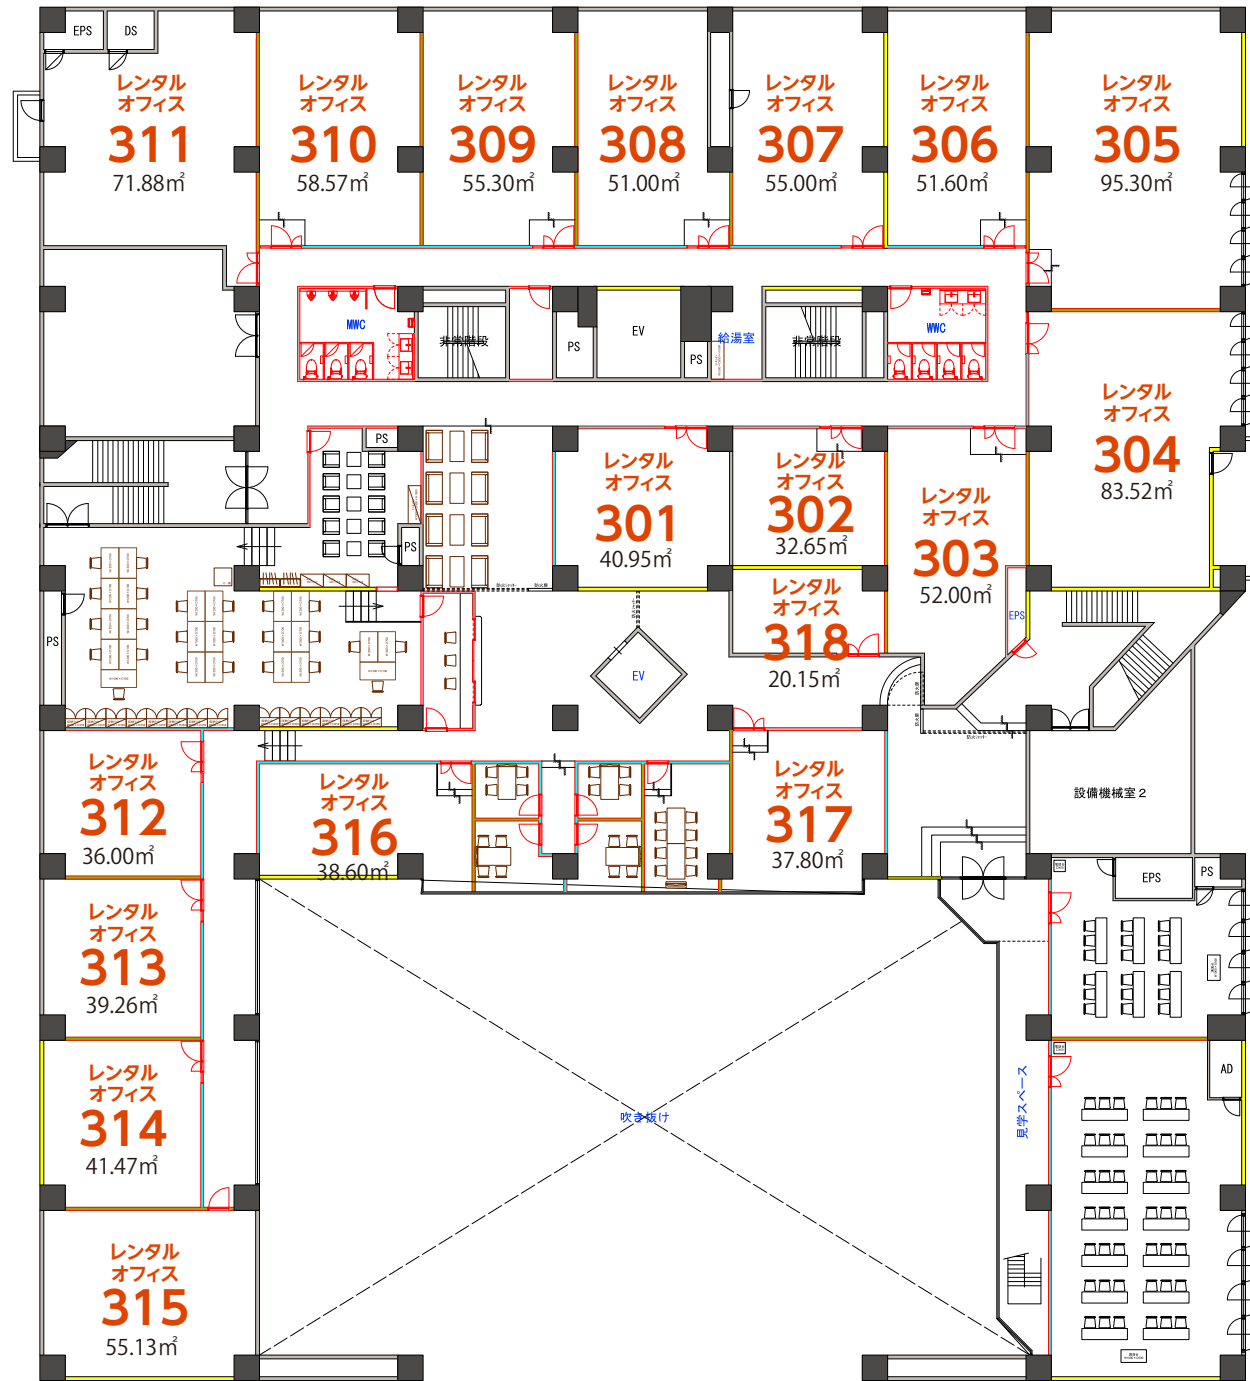 EPS
DS
レンタル
オフィス
311
71.88㎡
レンタル
オフィス
310
58.57㎡
レンタル
オフィス
309
55.30㎡
レンタル
オフィス
308
51.00㎡
レンタル
オフィス
307
55.00㎡
レンタル
オフィス
306
51.60㎡
レンタル
オフィス
305
95.30㎡
MWC
非常階段
PS
EV
PS
給湯室
非常階段
WWC
レンタル
オフィス
304
83.52㎡
PS
PS
レンタル
オフィス
301
40.95㎡
レンタル
オフィス
302
32.65㎡
レンタル
オフィス
303
52.00㎡
EPS
レンタル
オフィス
318
20.15㎡
PS
EV
レンタル
オフィス
312
36.00㎡
レンタル
オフィス
316
38.60㎡
レンタル
オフィス
317
37.80㎡
設備機械室2
EPS
PS
レンタル
オフィス
313
39.26㎡
レンタル
オフィス
314
41.47㎡
吹き抜け
見学スペース
AD
レンタル
オフィス
315
55.13㎡